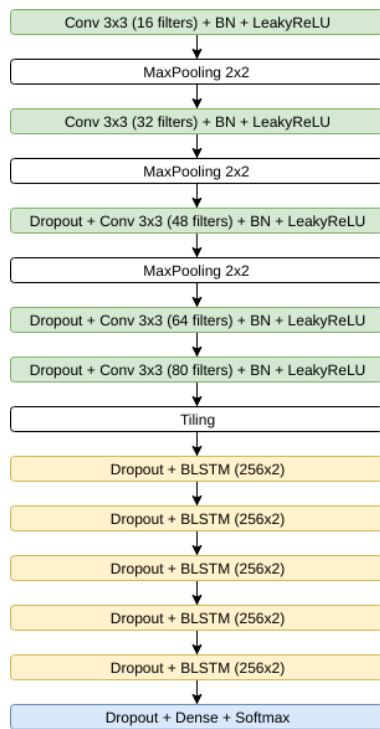 Conv 3x3 (16 filters) + BN + LeakyReLU
MaxPooling 2x2
Conv 3x3 (32 filters) + BN + LeakyReLU
MaxPooling 2x2
Dropout + Conv 3x3 (48 filters) + BN + LeakyReLU
MaxPooling 2x2
Dropout + Conv 3x3 (64 filters) + BN + LeakyReLU
Dropout + Conv 3x3 (80 filters) + BN + LeakyReLU
Tiling
Dropout + BLSTM (256x2)
Dropout + BLSTM (256x2)
Dropout + BLSTM (256x2)
Dropout + BLSTM (256x2)
Dropout + BLSTM (256x2)
Dropout + Dense + Softmax